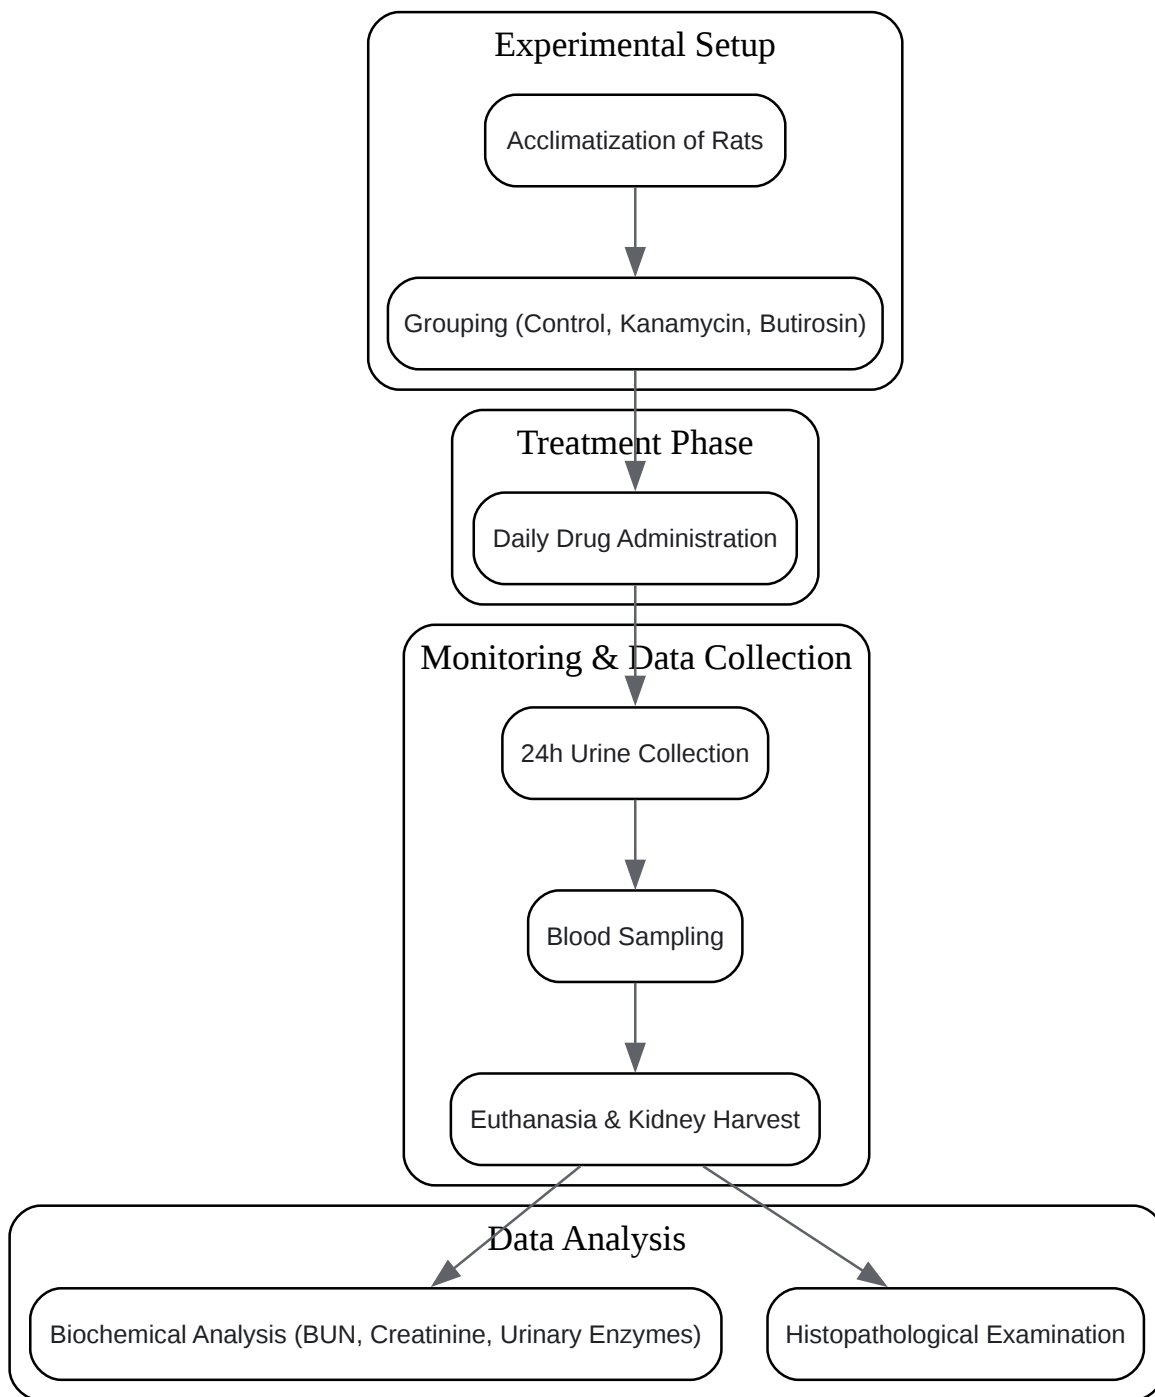 Experimental Setup
Acclimatization of Rats
Grouping (Control, Kanamycin, Butirosin)
Treatment Phase
Daily Drug Administration
Monitoring & Data Collection
24h Urine Collection
Blood Sampling
Euthanasia & Kidney Harvest
Data Analysis
Biochemical Analysis (BUN, Creatinine, Urinary Enzymes)
Histopathological Examination